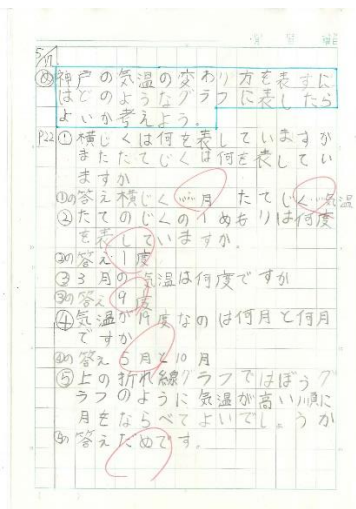 5/11
め 神戸の気温の変わり方を表すに
はどのようなグラフに表したら
よいか考えよう。
P22 ① 横じくは何を表していますか
またたてじくは何を表してい
ますか
①の答え 横じく…月 たてじく…気温
② たてのじくの1めもりは何度
を表していますか。
②の答え 1度
③ 3月の気温は何度ですか
③の答え 9度
④ 気温が19度なのは何月と何月
ですか
④の答え 5月と10月
⑤ 上の折れ線グラフではぼうグ
ラフのように気温が高い順に
月をならべてよいでしょうか
⑤の答えだめです。